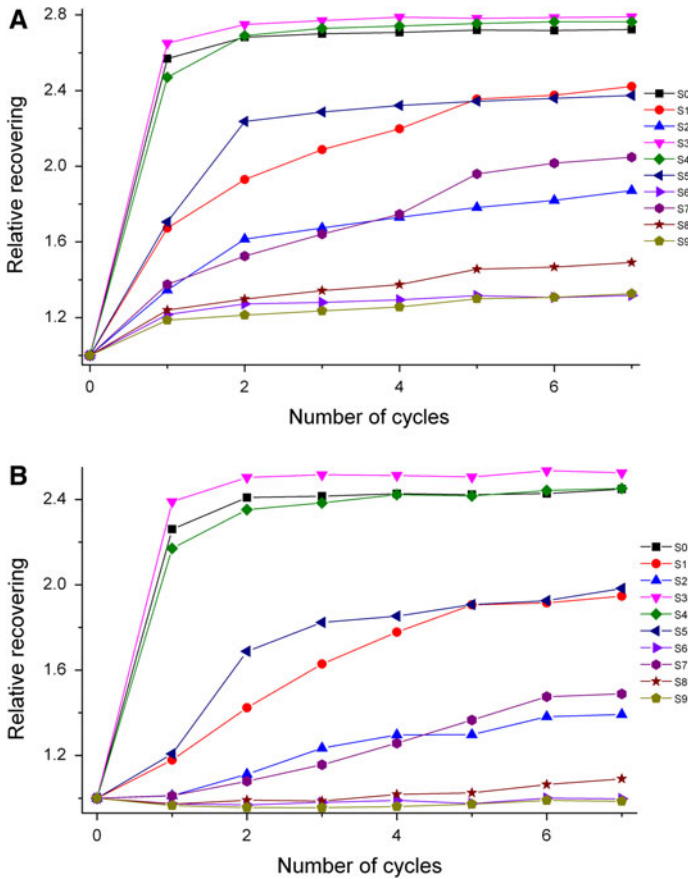 A
2.8
2.4
2.0
1.6
1.2
Relative recovering
0
2
4
6
Number of cycles
S0
S1
S2
S3
S4
S5
S6
S7
S8
S9
B
2.4
2.0
1.6
1.2
Relative recovering
0
2
4
6
Number of cycles
S0
S1
S2
S3
S4
S5
S6
S7
S8
S9